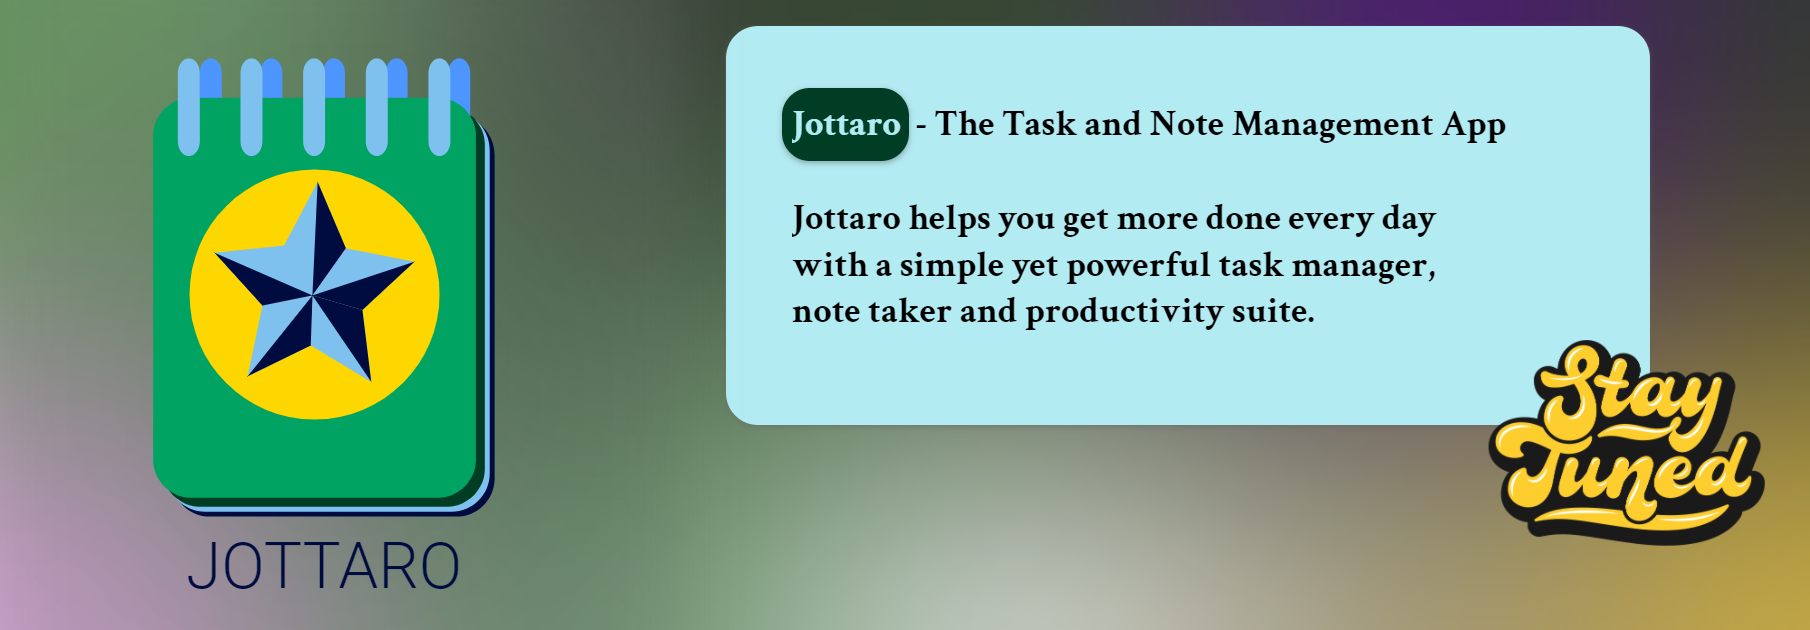 JOTTARO
Jottaro - The Task and Note Management App
Jottaro helps you get more done every day
with a simple yet powerful task manager,
note taker and productivity suite.
Stay
Tuned